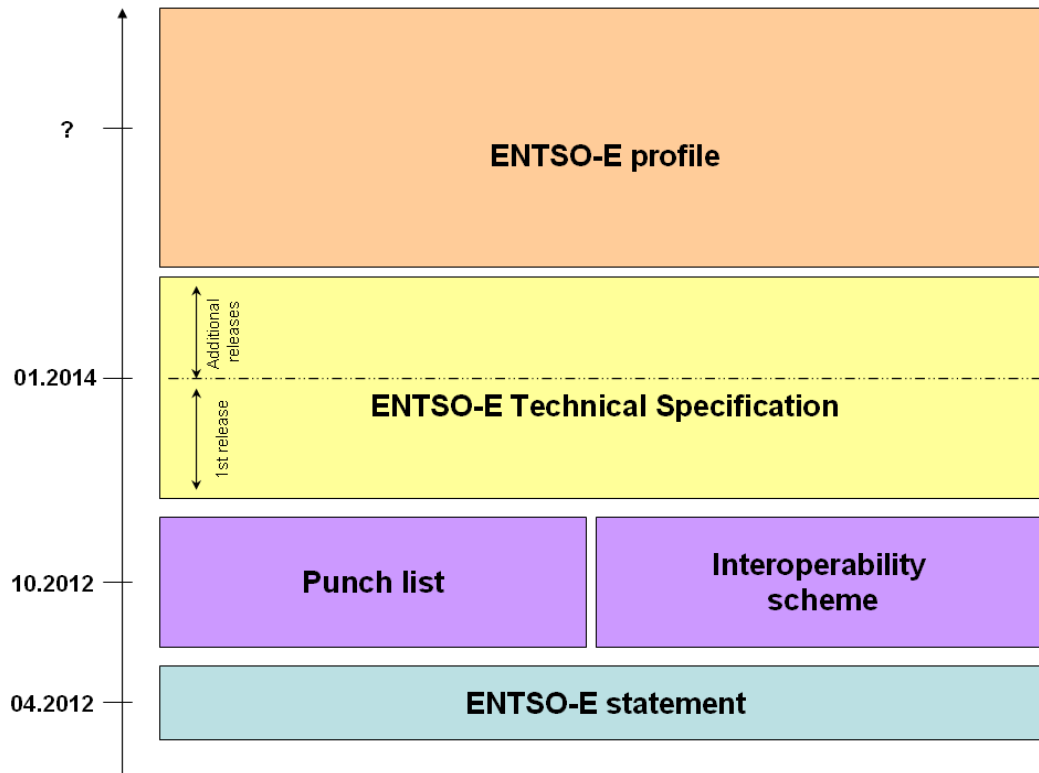 ?
ENTSO-E profile
Additional
releases
01.2014
ENTSO-E Technical Specification
1st release
10.2012
Punch list
Interoperability
scheme
04.2012
ENTSO-E statement